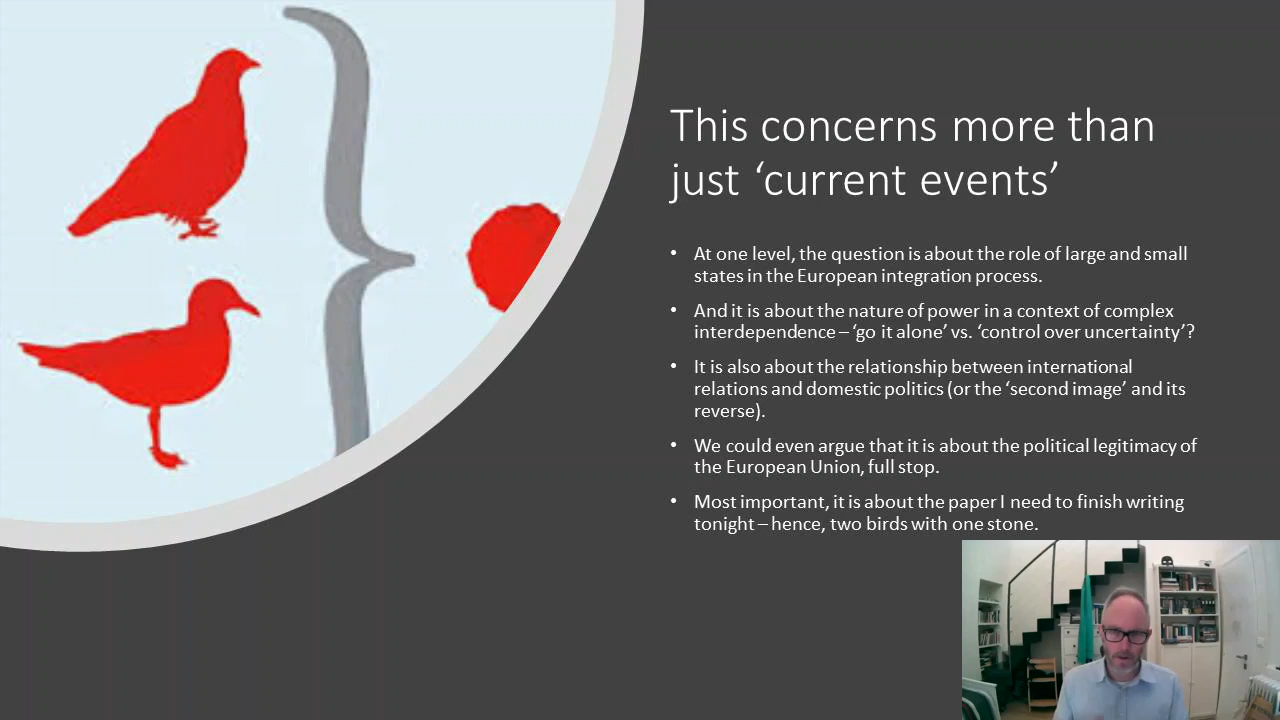 This concerns more than
just ‘current events’
• At one level, the question is about the role of large and small
states in the European integration process.
• And it is about the nature of power in a context of complex
interdependence – ‘go it alone’ vs. ‘control over uncertainty’?
• It is also about the relationship between international
relations and domestic politics (or the ‘second image’ and its
reverse).
• We could even argue that it is about the political legitimacy of
the European Union, full stop.
• Most important, it is about the paper I need to finish writing
tonight – hence, two birds with one stone.